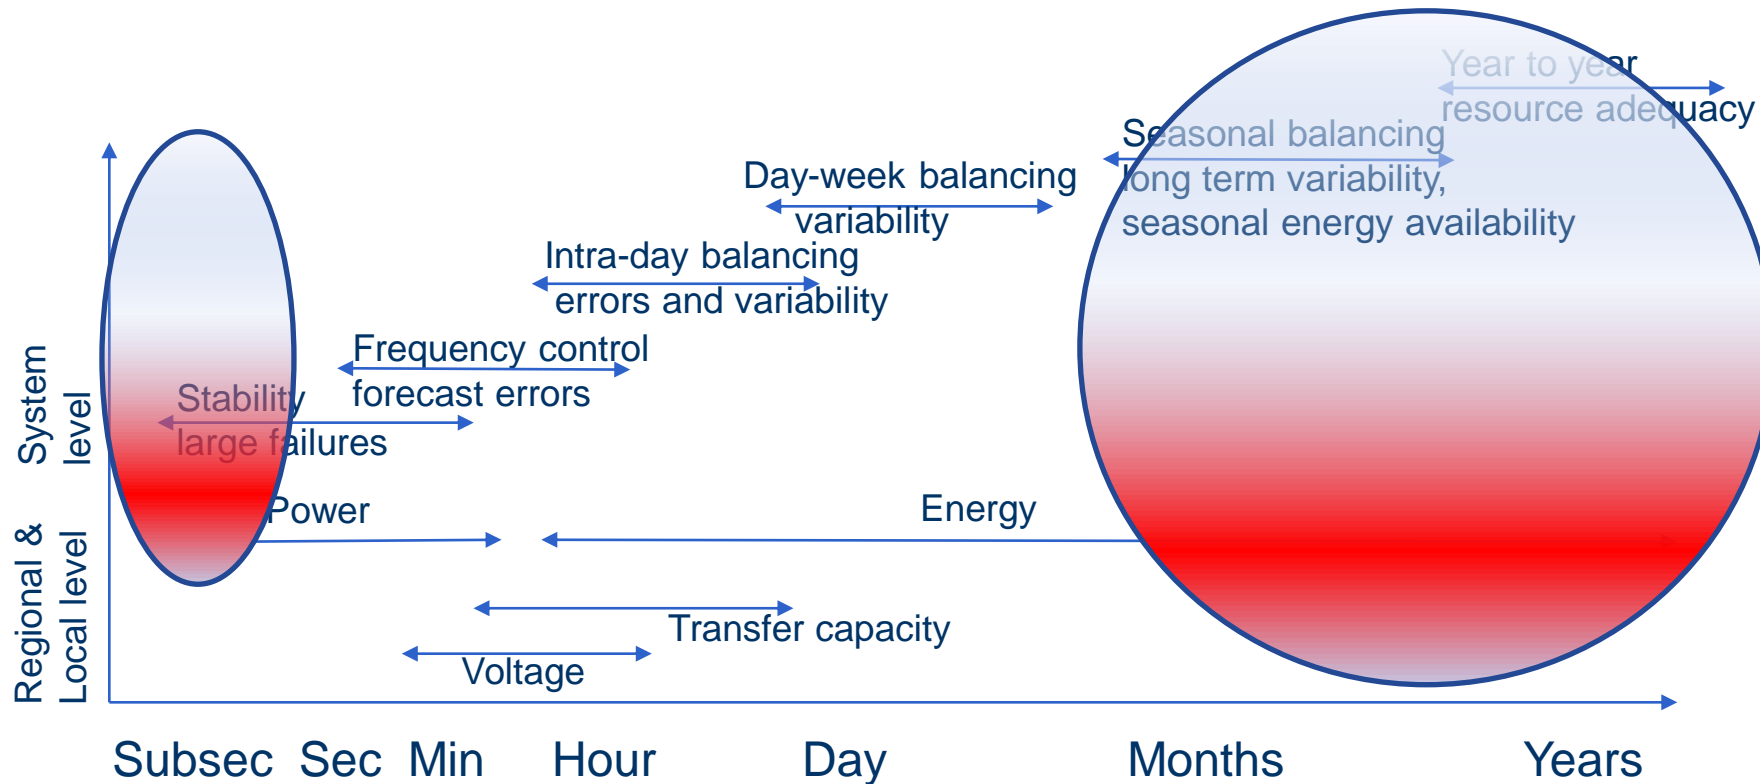 Year to year
resource adequacy
Seasonal balancing
long term variability,
seasonal energy availability
Day-week balancing
variability
Intra-day balancing
errors and variability
Frequency control
forecast errors
Stability
large failures
System
level
Power
Energy
Regional &
Local level
Transfer capacity
Voltage
Subsec Sec Min Hour Day Months Years